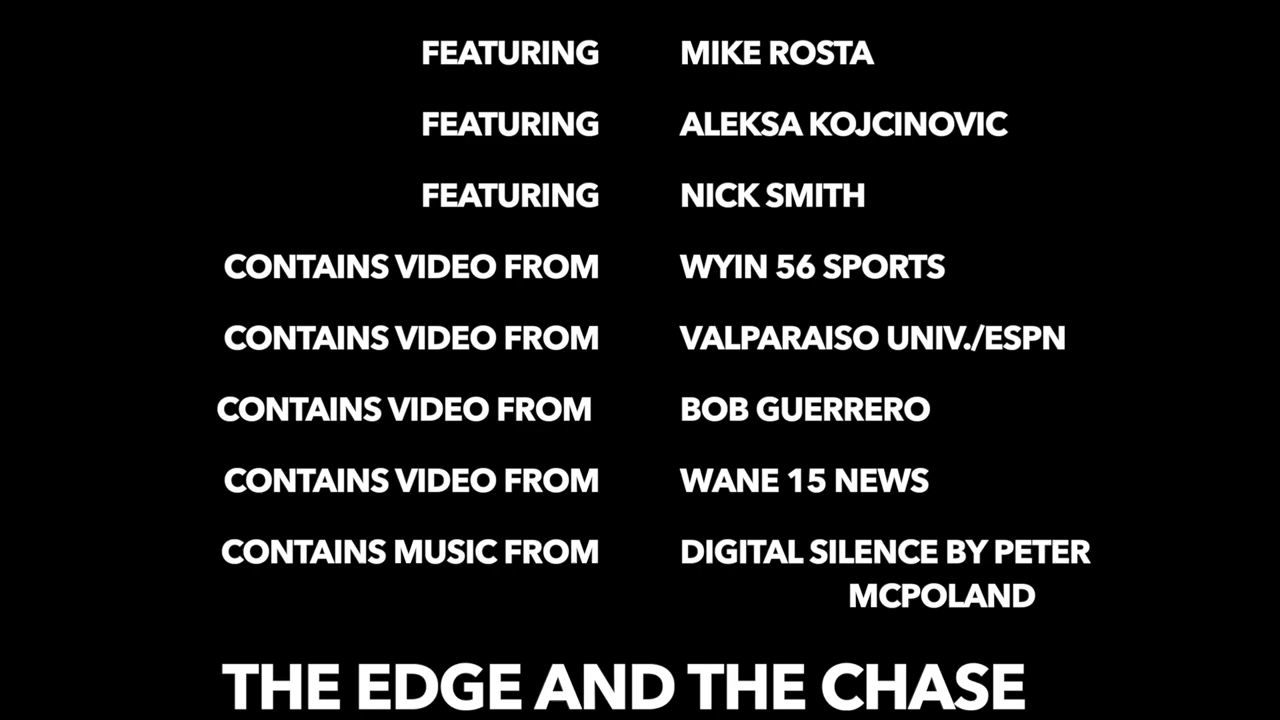 FEATURING MIKE ROSTA
FEATURING ALEKSA KOJCINOVIC
FEATURING NICK SMITH
CONTAINS VIDEO FROM WYIN 56 SPORTS
CONTAINS VIDEO FROM VALPARAISO UNIV./ESPN
CONTAINS VIDEO FROM BOB GUERRERO
CONTAINS VIDEO FROM WANE 15 NEWS
CONTAINS MUSIC FROM DIGITAL SILENCE BY PETER
MCPOLAND
THE EDGE AND THE CHASE